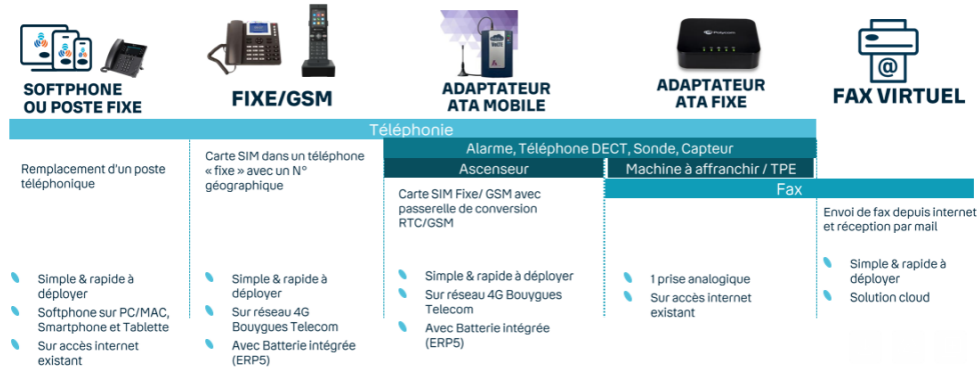 SOFTPHONE
OU POSTE FIXE
FIXE/GSM
ADAPTATEUR
ATA MOBILE
Polycom
ADAPTATEUR
ATA FIXE
@
FAX VIRTUEL
Téléphonie
Alarme, Téléphone DECT, Sonde, Capteur
Ascenseur
Machine à affranchir / TPE
Fax
Remplacement d'un poste
téléphonique
Carte SIM dans un téléphone
« fixe » avec un N°
géographique
Carte SIM Fixe/ GSM avec
passerelle de conversion
RTC/GSM
Envoi de fax depuis internet
et réception par mail
Simple & rapide à
déployer
Softphone sur PC/MAC,
Smartphone et Tablette
Sur accès internet
existant
Simple & rapide à
déployer
Sur réseau 4G
Bouygues Telecom
Avec Batterie intégrée
(ERP5)
Simple & rapide à déployer
Sur réseau 4G Bouygues
Telecom
Avec Batterie intégrée
(ERP5)
1 prise analogique
Sur accès internet
existant
Simple & rapide à
déployer
Solution cloud